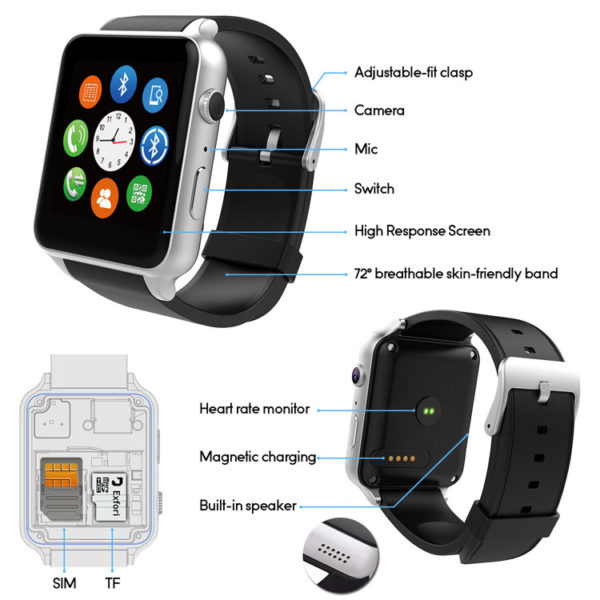 Adjustable-fit clasp
Camera
Mic
Switch
High Response Screen
72° breathable skin-friendly band
Heart rate monitor
Magnetic charging
Built-in speaker
Exfori
SIM
TF